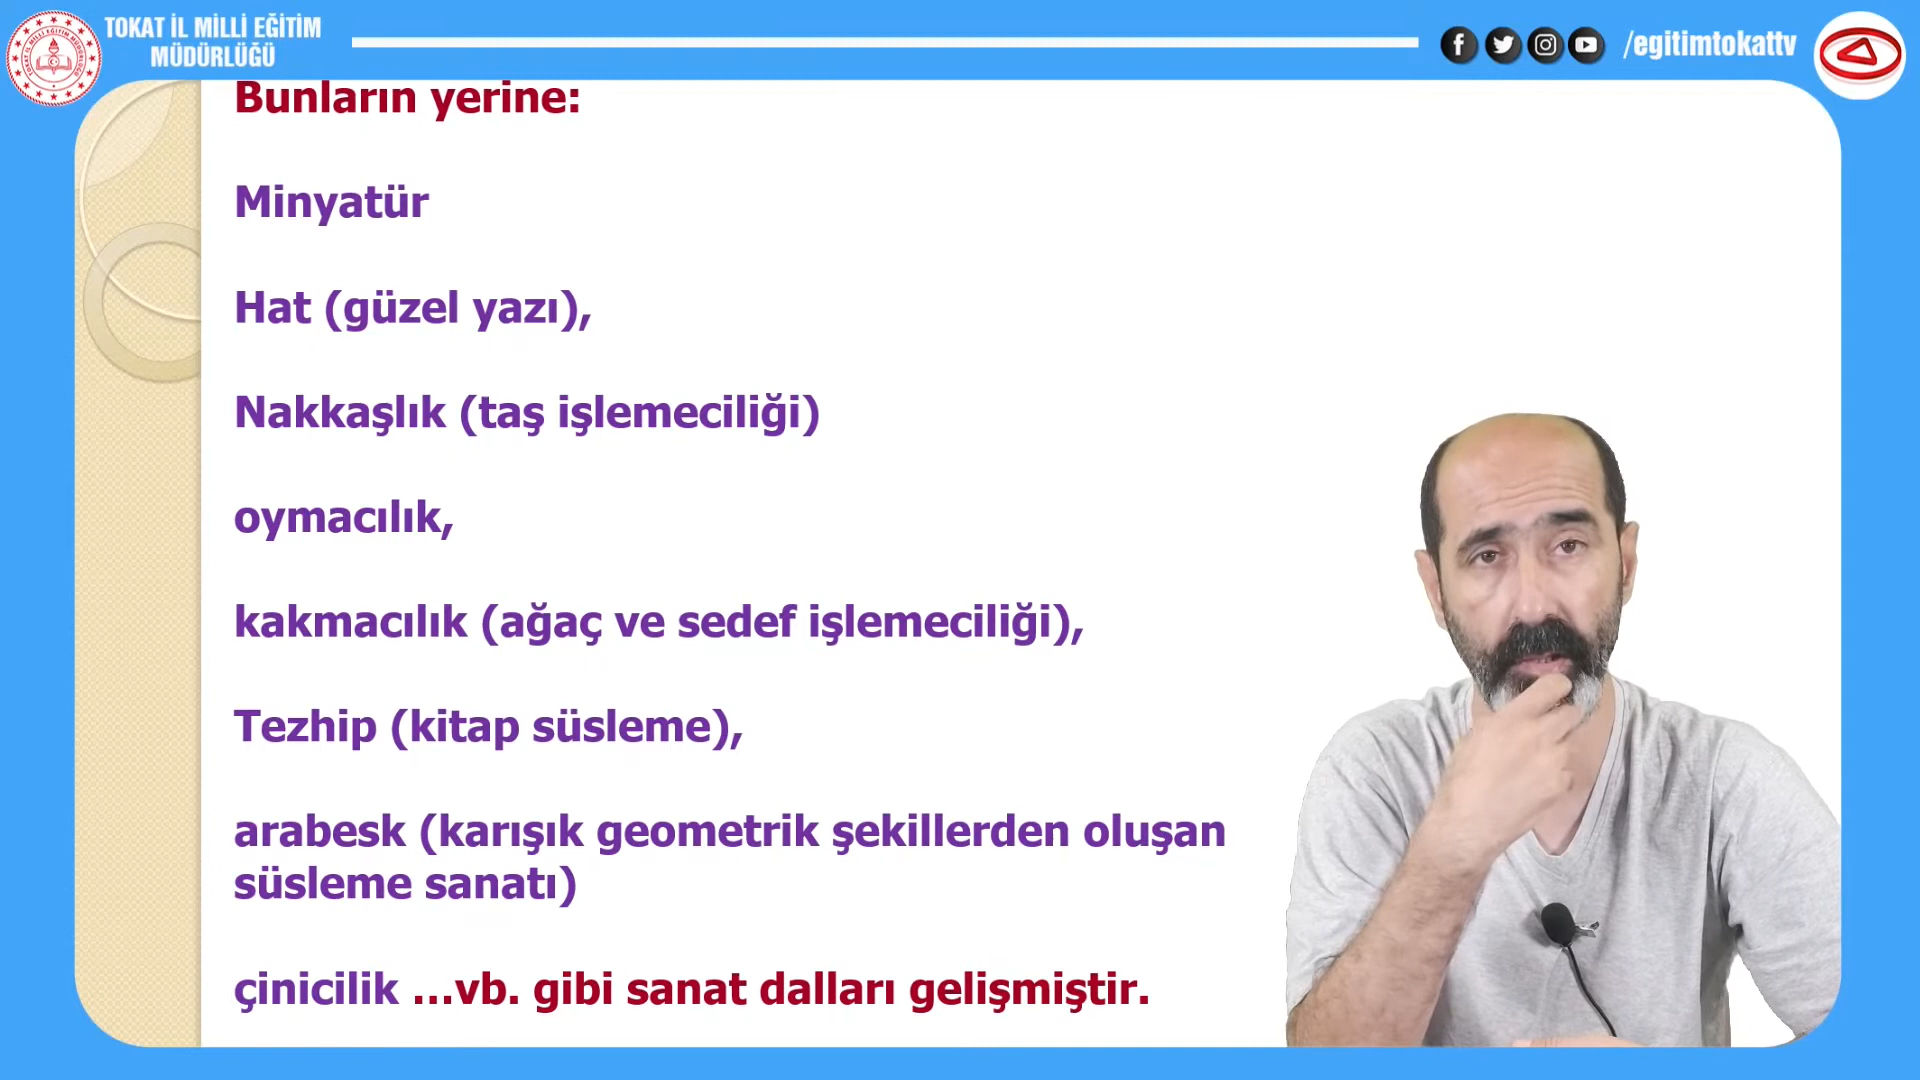 TOKAT İL MİLLİ EĞİTİM
MÜDÜRLÜĞÜ
/egitimtokattv
Bunların yerine:
Minyatür
Hat (güzel yazı),
Nakkaşlık (taş işlemeciliği)
oymacılık,
kakmacılık (ağaç ve sedef işlemeciliği),
Tezhip (kitap süsleme),
arabesk (karışık geometrik şekillerden oluşan
süsleme sanatı)
çinicilik ...vb. gibi sanat dalları gelişmiştir.